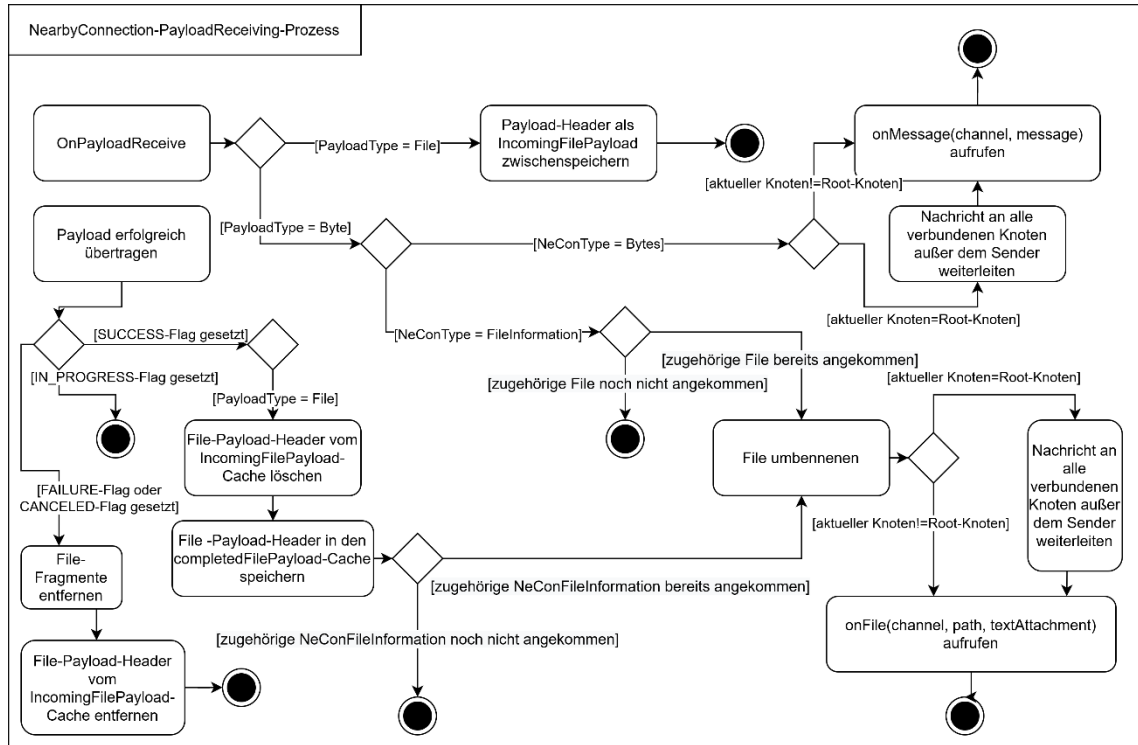 NearbyConnection-PayloadReceiving-Prozess
OnPayloadReceive
[PayloadType = File]
Payload-Header als
IncomingFilePayload
zwischenspeichern
onMessage(channel, message)
aufrufen
[aktueller Knoten!=Root-Knoten]
[PayloadType = Byte]
[NeConType = Bytes]
Nachricht an alle
verbundenen Knoten
außer dem Sender
weiterleiten
[aktueller Knoten=Root-Knoten]
Payload erfolgreich
übertragen
[SUCCESS-Flag gesetzt]
[NeConType = FileInformation]
[IN_PROGRESS-Flag gesetzt]
[zugehörige File bereits angekommen]
[zugehörige File noch nicht angekommen]
[aktueller Knoten=Root-Knoten]
[PayloadType = File]
File-Payload-Header vom
IncomingFilePayload-
Cache löschen
File umbennenen
Nachricht an
alle
verbundenen
Knoten außer
dem Sender
weiterleiten
[FAILURE-Flag oder
CANCELED-Flag gesetzt]
[aktueller Knoten!=Root-Knoten]
File -Payload-Header in den
completedFilePayload-Cache
speichern
File-
Fragmente
entfernen
[zugehörige NeConFileInformation bereits angekommen]
onFile(channel, path, textAttachment)
aufrufen
[zugehörige NeConFileInformation noch nicht angekommen]
File-Payload-Header
vom
IncomingFilePayload-
Cache entfernen